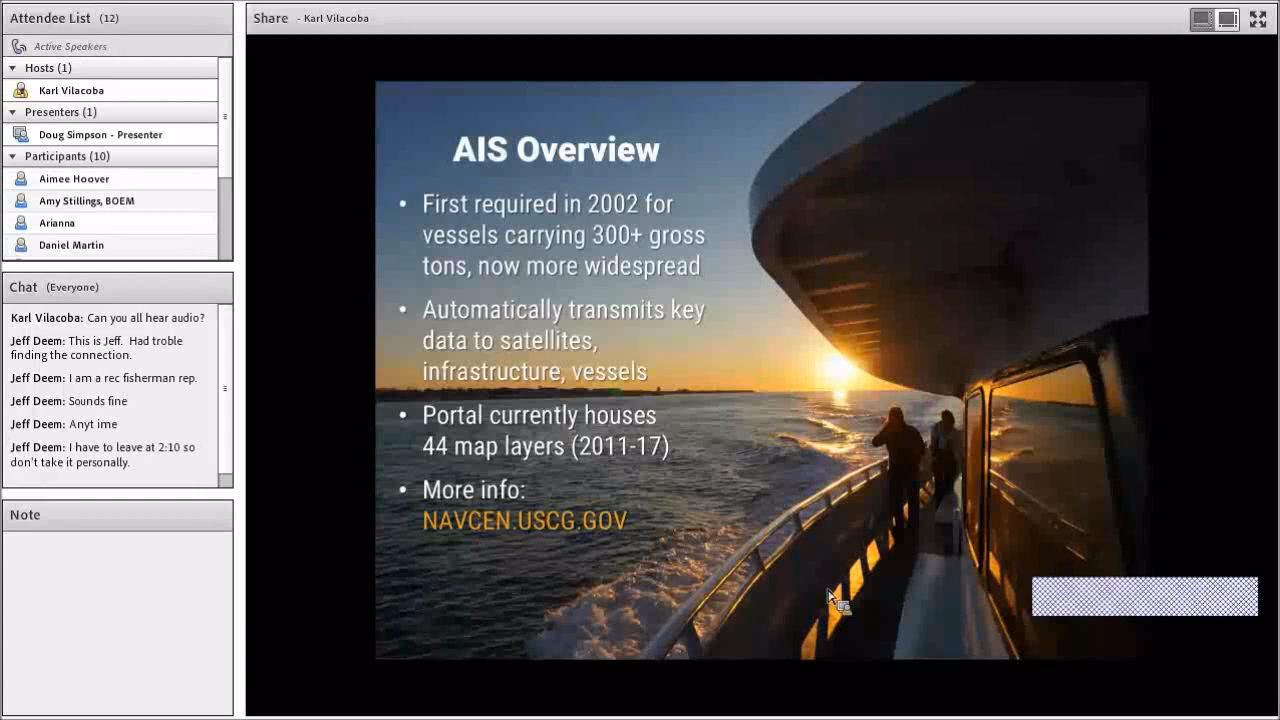 Attendee List (12)
Active Speakers
Hosts (1)
Karl Vilacoba
Presenters (1)
Doug Simpson - Presenter
Participants (10)
Aimee Hoover
Amy Stillings, BOEM
Arianna
Daniel Martin
Chat (Everyone)
Karl Vilacoba: Can you all hear audio?
Jeff Deem: This is Jeff. Had troble
finding the connection.
Jeff Deem: I am a rec fisherman rep.
Jeff Deem: Sounds fine
Jeff Deem: Anyt ime
Jeff Deem: I have to leave at 2:10 so
don't take it personally.
Note
Share - Karl Vilacoba
AIS Overview
• First required in 2002 for
vessels carrying 300+ gross
tons, now more widespread
• Automatically transmits key
data to satellites,
infrastructure, vessels
• Portal currently houses
44 map layers (2011-17)
• More info:
NAVCEN.USCG.GOV